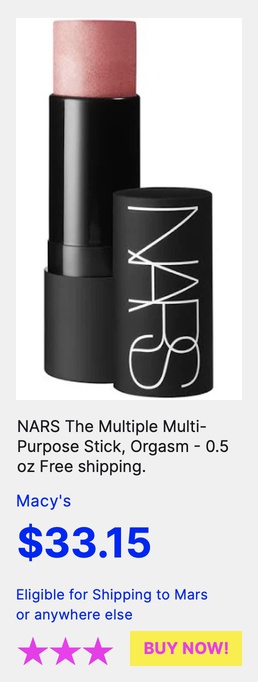 NARS
NARS The Multiple Multi-
Purpose Stick, Orgasm - 0.5
oz Free shipping.
Macy's
$33.15
Eligible for Shipping to Mars
or anywhere else
BUY NOW!